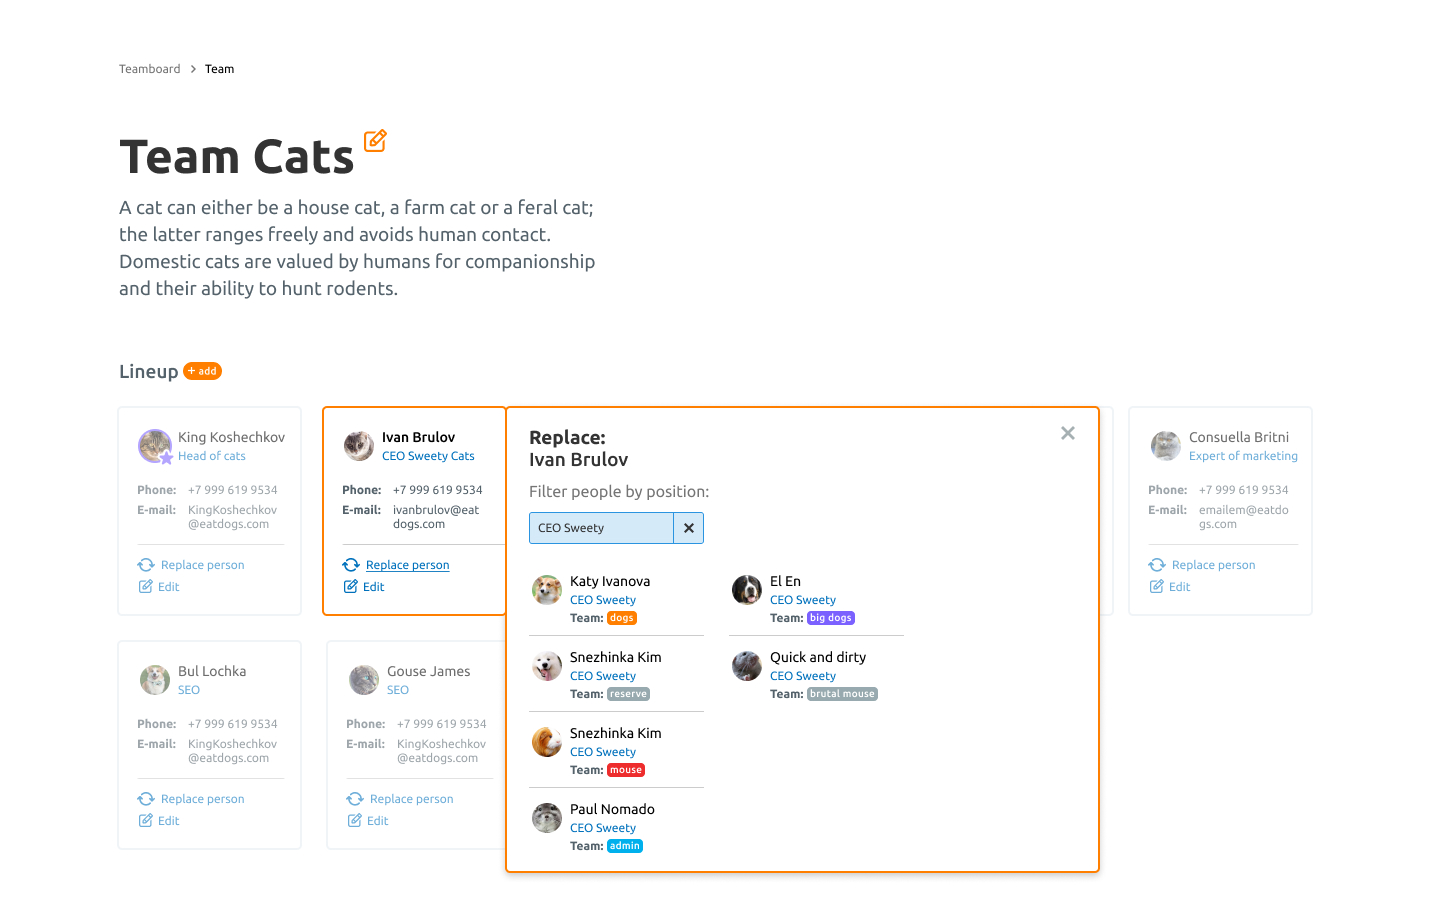 Teamboard > Team
Team Cats
A cat can either be a house cat, a farm cat or a feral cat;
the latter ranges freely and avoids human contact.
Domestic cats are valued by humans for companionship
and their ability to hunt rodents.
Lineup + add
King Koshechkov
Head of cats
Phone: +7 999 619 9534
E-mail: KingKoshechkov
@eatdogs.com
Replace person
Edit
Ivan Brulov
CEO Sweety Cats
Phone: +7 999 619 9534
E-mail: ivanbrulov@eat
dogs.com
Replace person
Edit
Replace:
Ivan Brulov
Filter people by position:
CEO Sweety
Katy Ivanova
CEO Sweety
Team: dogs
Snezhinka Kim
CEO Sweety
Team: reserve
Snezhinka Kim
CEO Sweety
Team: mouse
Paul Nomado
CEO Sweety
Team: admin
El En
CEO Sweety
Team: big dogs
Quick and dirty
CEO Sweety
Team: brutal mouse
Consuella Britni
Expert of marketing
Phone: +7 999 619 9534
E-mail: emailem@eatdo
gs.com
Replace person
Edit
Bul Lochka
SEO
Phone: +7 999 619 9534
E-mail: KingKoshechkov
@eatdogs.com
Replace person
Edit
Gouse James
SEO
Phone: +7 999 619 9534
E-mail: KingKoshechkov
@eatdogs.com
Replace person
Edit